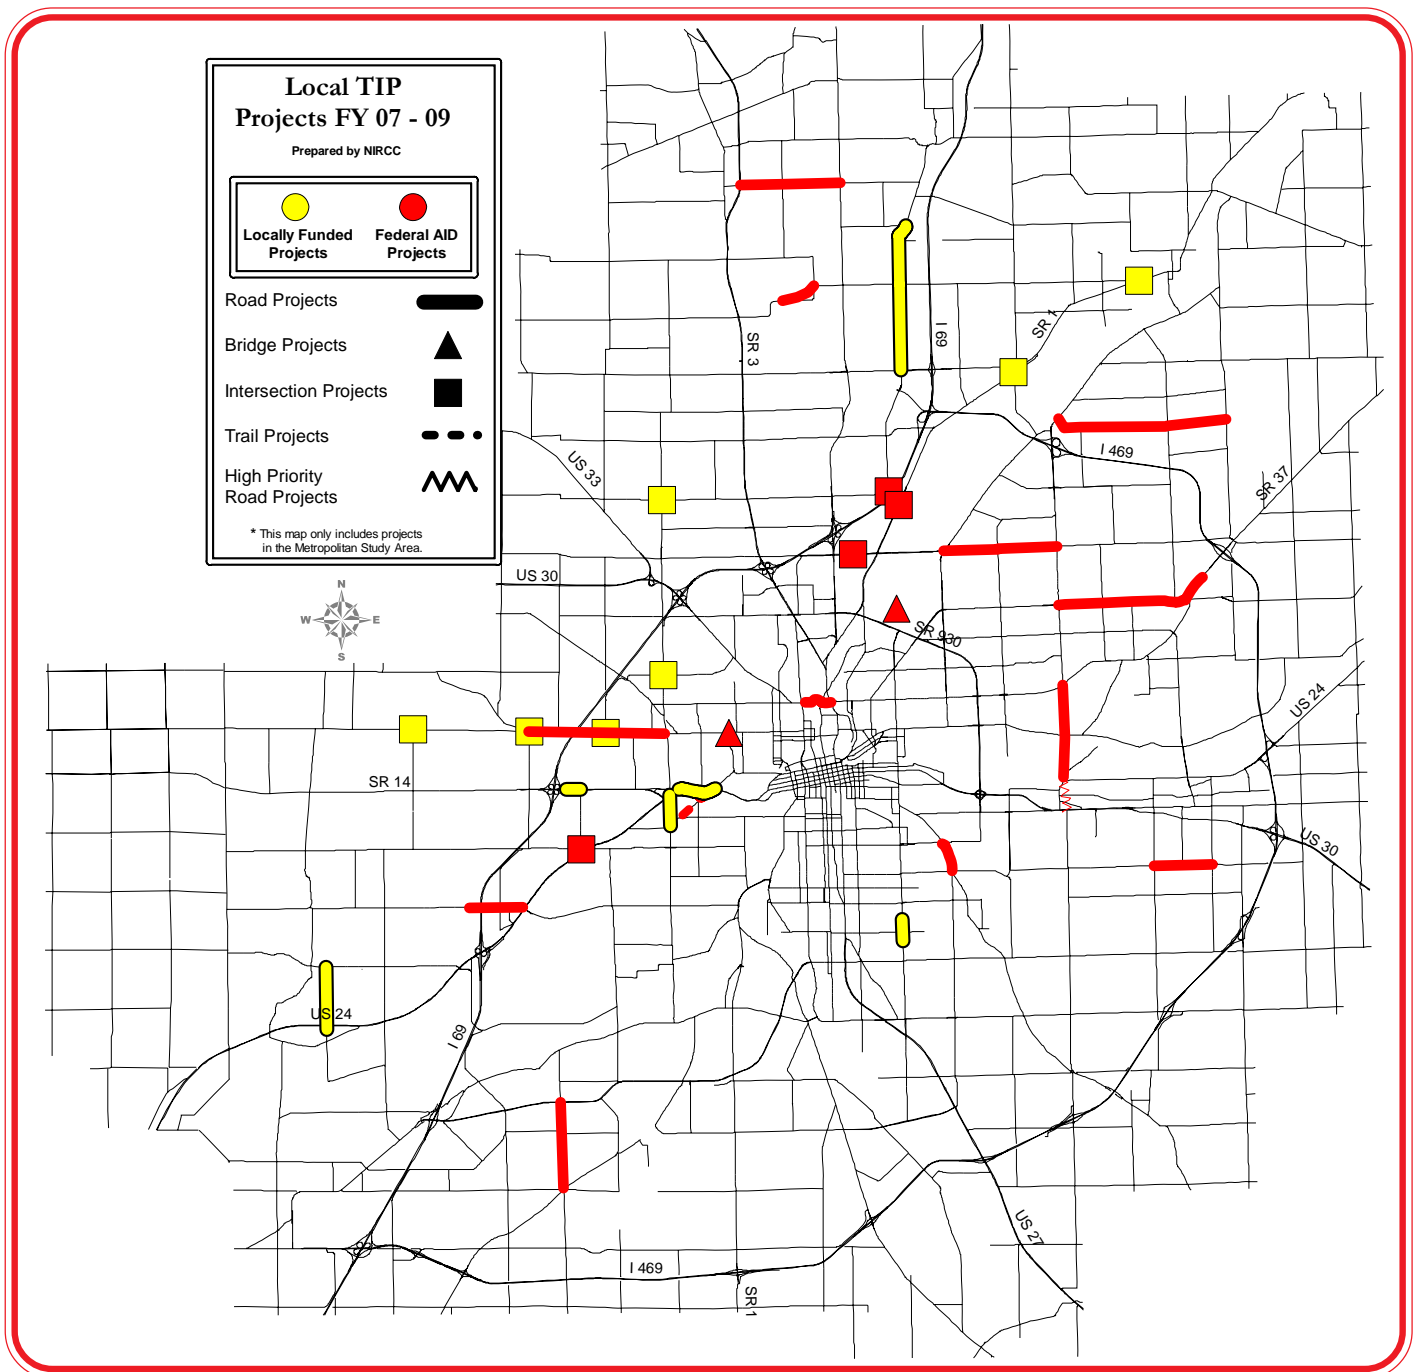 Local TIP
Projects FY 07 - 09
Prepared by NIRCC
Locally Funded
Projects
Federal AID
Projects
Road Projects
Bridge Projects
Intersection Projects
Trail Projects
High Priority
Road Projects
* This map only includes projects
in the Metropolitan Study Area.
N
W
E
S
SR 3
I 69
SR 1
US 33
I 469
SR 37
US 30
SR 930
US 24
SR 14
US 30
US 24
I 69
US 27
I 469
SR 1